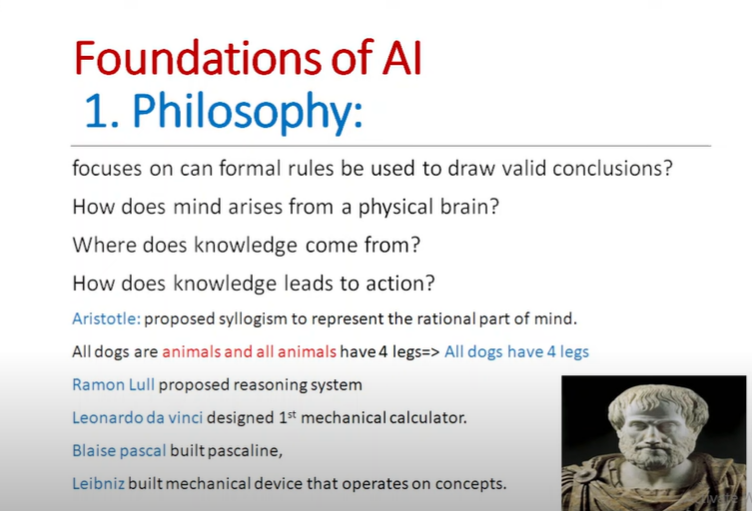 Foundations of AI
1. Philosophy:
focuses on can formal rules be used to draw valid conclusions?
How does mind arises from a physical brain?
Where does knowledge come from?
How does knowledge leads to action?
Aristotle: proposed syllogism to represent the rational part of mind.
All dogs are animals and all animals have 4 legs=> All dogs have 4 legs
Ramon Lull proposed reasoning system
Leonardo da vinci designed 1st mechanical calculator.
Blaise pascal built pascaline,
Leibniz built mechanical device that operates on concepts.